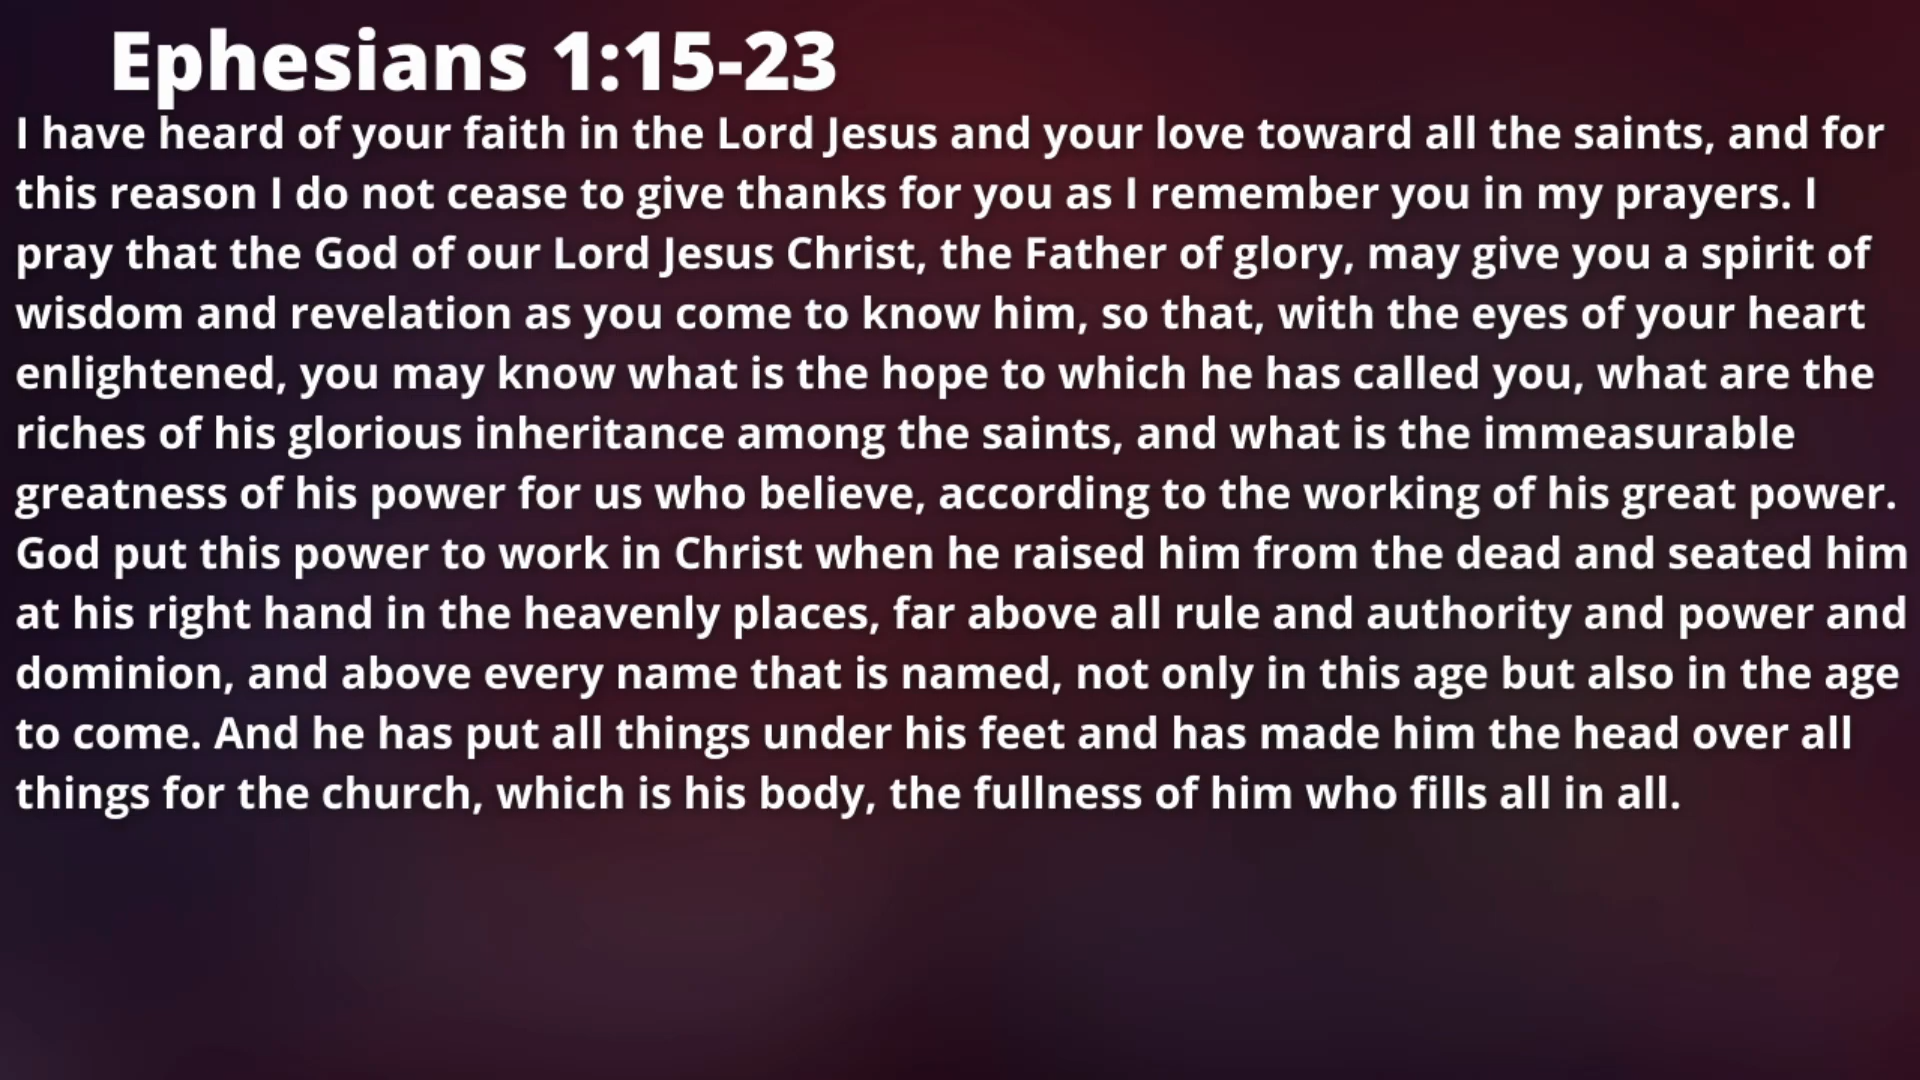 Ephesians 1:15-23
I have heard of your faith in the Lord Jesus and your love toward all the saints, and for
this reason I do not cease to give thanks for you as I remember you in my prayers. I
pray that the God of our Lord Jesus Christ, the Father of glory, may give you a spirit of
wisdom and revelation as you come to know him, so that, with the eyes of your heart
enlightened, you may know what is the hope to which he has called you, what are the
riches of his glorious inheritance among the saints, and what is the immeasurable
greatness of his power for us who believe, according to the working of his great power.
God put this power to work in Christ when he raised him from the dead and seated him
at his right hand in the heavenly places, far above all rule and authority and power and
dominion, and above every name that is named, not only in this age but also in the age
to come. And he has put all things under his feet and has made him the head over all
things for the church, which is his body, the fullness of him who fills all in all.